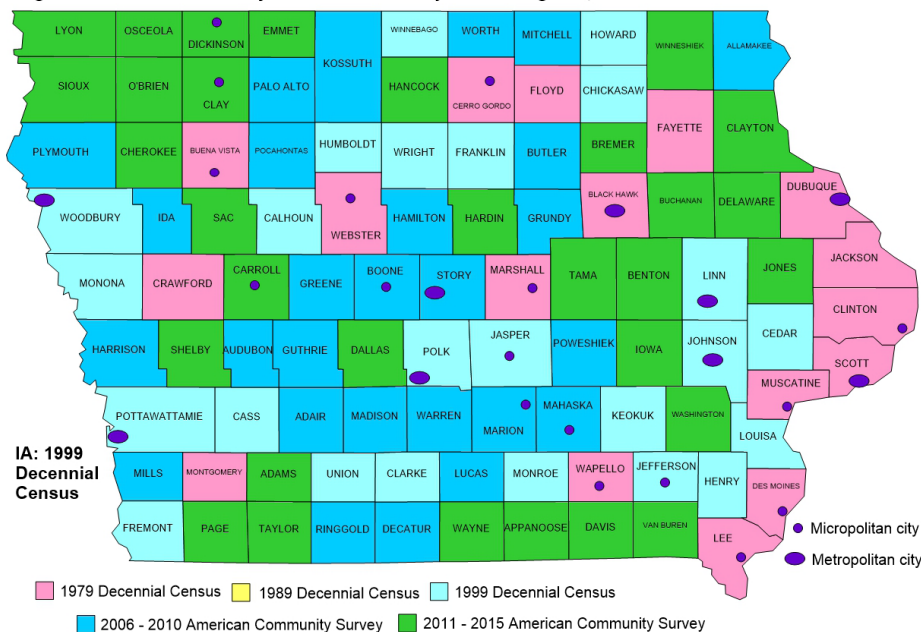 LYON OSCEOLA DICKINSON EMMET WINNEBAGO WORTH MITCHELL HOWARD WINNESHIEK ALLAMAKEE
KOSSUTH
SIOUX O'BRIEN CLAY PALO ALTO HANCOCK CERRO GORDO FLOYD CHICKASAW
FAYETTE CLAYTON
PLYMOUTH CHEROKEE BUENA VISTA POCAHONTAS HUMBOLDT WRIGHT FRANKLIN BUTLER BREMER
WOODBURY IDA SAC CALHOUN WEBSTER HAMILTON HARDIN GRUNDY BLACK HAWK BUCHANAN DELAWARE DUBUQUE
MONONA CRAWFORD CARROLL GREENE BOONE STORY MARSHALL TAMA BENTON LINN JONES JACKSON
CLINTON
HARRISON SHELBY AUDUBON GUTHRIE DALLAS POLK JASPER POWESHIEK IOWA JOHNSON CEDAR SCOTT
MUSCATINE
POTTAWATTAMIE CASS ADAIR MADISON WARREN MARION MAHASKA KEOKUK WASHINGTON LOUISA
IA: 1999
Decennial
Census
MILLS MONTGOMERY ADAMS UNION CLARKE LUCAS MONROE WAPELLO JEFFERSON HENRY DES MOINES
FREMONT PAGE TAYLOR RINGGOLD DECATUR WAYNE APPANOOSE DAVIS VAN BUREN LEE
Micropolitan city
Metropolitan city
1979 Decennial Census 1989 Decennial Census 1999 Decennial Census
2006 - 2010 American Community Survey 2011 - 2015 American Community Survey